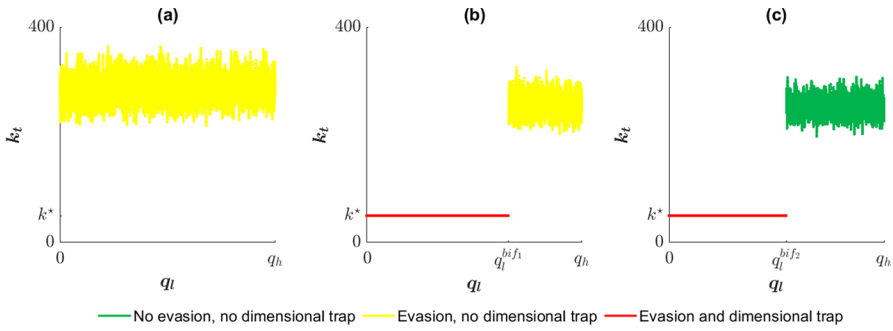 (a) (b) (c)
400 400 400
k_t k_t k_t
k* k* k*
0 0 0
0 q_h 0 q_l^{bif_1} q_h 0 q_l^{bif_2} q_h
q_l q_l q_l
No evasion, no dimensional trap Evasion, no dimensional trap Evasion and dimensional trap